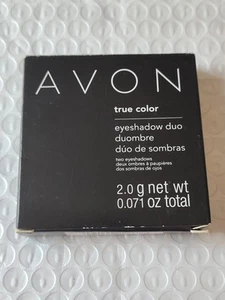 AVON
true color
eyeshadow duo
duombre
dúo de sombras
two eyeshadows
deux ombres à paupières
dos sombras de ojos
2.0 g net wt
0.071 oz total